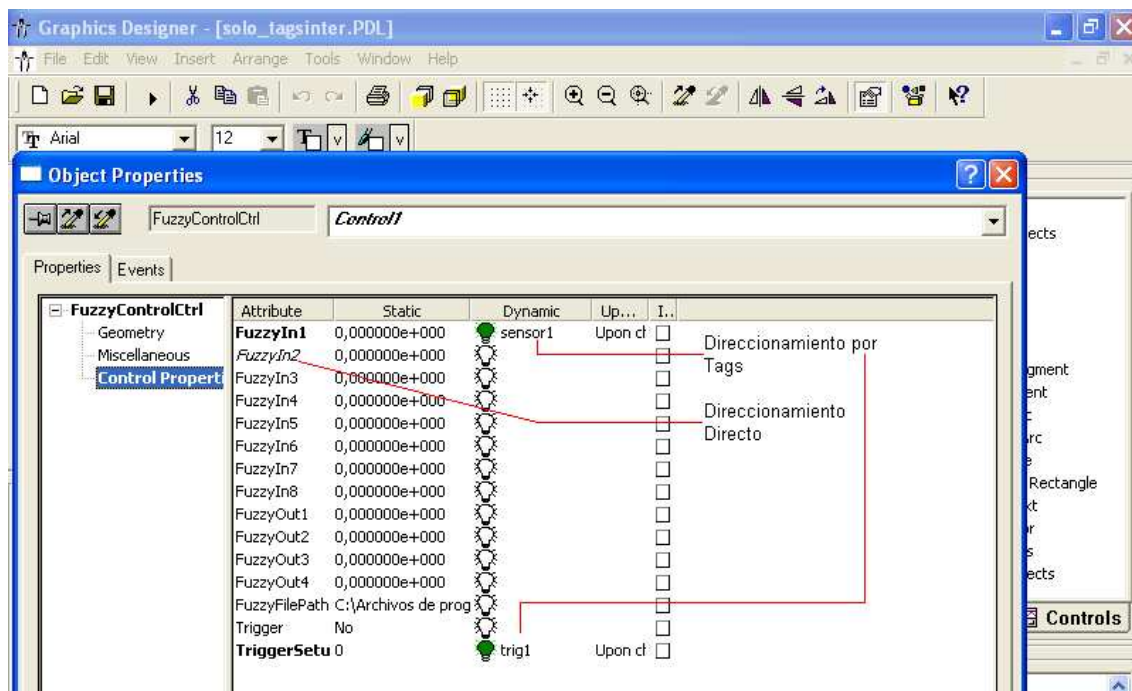 Graphics Designer - [solo_tagsinter.PDL]
File Edit View Insert Arrange Tools Window Help
Arial 12
Object Properties
FuzzyControlCtrl Control1
Properties Events
FuzzyControlCtrl
Geometry
Miscellaneous
Control Properti
Attribute Static Dynamic Up... I..
FuzzyIn1 0,000000e+000 sensor1 Upon cl
FuzzyIn2 0,000000e+000
FuzzyIn3 0,000000e+000
FuzzyIn4 0,000000e+000
FuzzyIn5 0,000000e+000
FuzzyIn6 0,000000e+000
FuzzyIn7 0,000000e+000
FuzzyIn8 0,000000e+000
FuzzyOut1 0,000000e+000
FuzzyOut2 0,000000e+000
FuzzyOut3 0,000000e+000
FuzzyOut4 0,000000e+000
FuzzyFilePath C:\Archivos de prog
Trigger No
TriggerSetu 0 trig1 Upon cl
Direccionamiento por
Tags
Direccionamiento
Directo
ects
gment
ent
rc
Rectangle
xt
or
s
ects
Controls